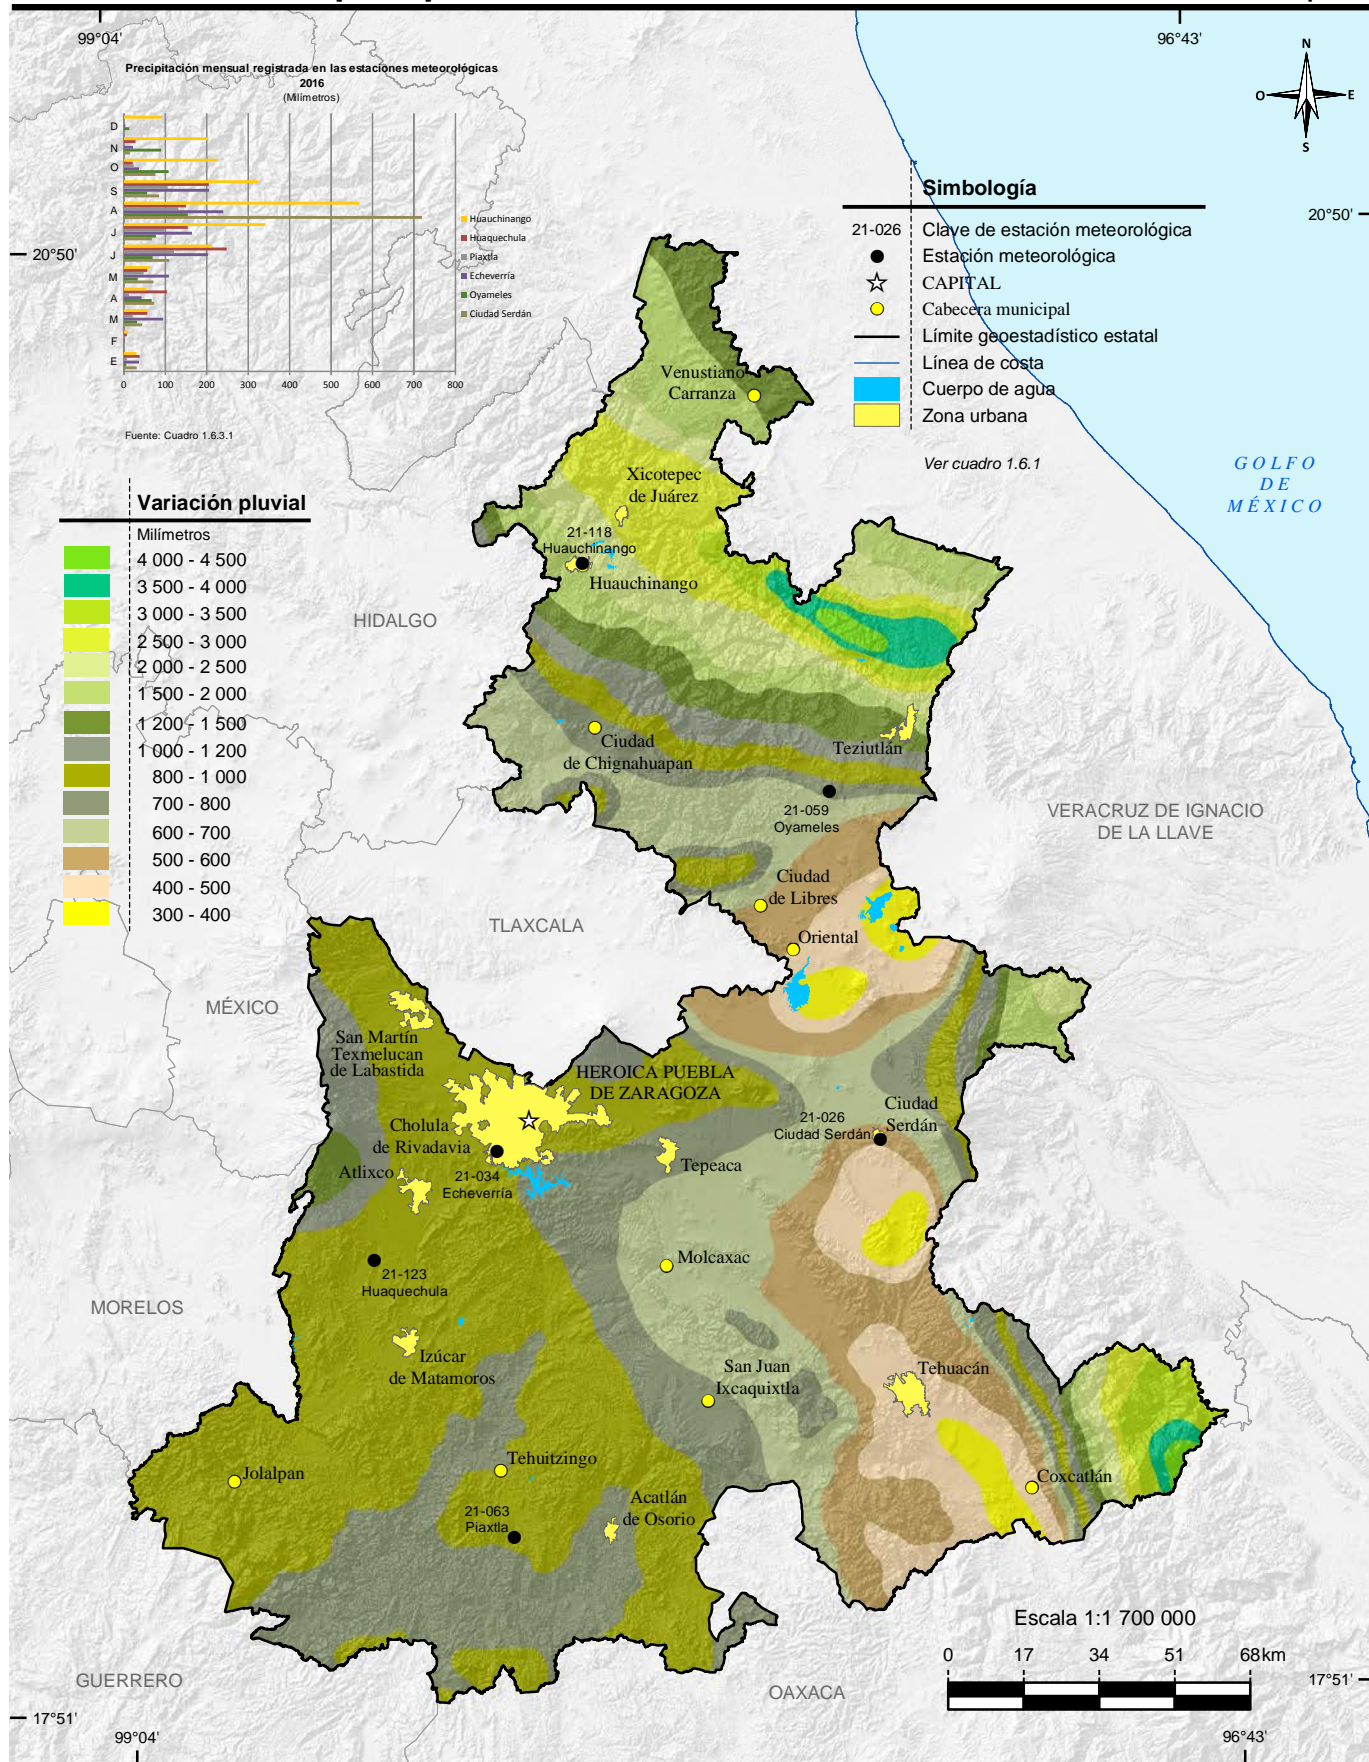 99°04'
96°43'
Precipitación mensual registrada en las estaciones meteorológicas
2016
(Milímetros)
D
N
O
S
A
J
J
M
A
M
F
E
0 100 200 300 400 500 600 700 800
Huauchinango
Huaquechula
Piaxtla
Echeverría
Oyameles
Ciudad Serdán
Fuente: Cuadro 1.6.3.1
N
O
E
S
20°50'
20°50'
Simbología
21-026 Clave de estación meteorológica
Estación meteorológica
CAPITAL
Cabecera municipal
Límite geoestadístico estatal
Línea de costa
Cuerpo de agua
Zona urbana
Ver cuadro 1.6.1
GOLFO
DE
MÉXICO
Variación pluvial
Milímetros
4 000 - 4 500
3 500 - 4 000
3 000 - 3 500
2 500 - 3 000
2 000 - 2 500
1 500 - 2 000
1 200 - 1 500
1 000 - 1 200
800 - 1 000
700 - 800
600 - 700
500 - 600
400 - 500
300 - 400
Venustiano
Carranza
Xicotepec
de Juárez
21-118
Huauchinango
Huauchinango
HIDALGO
Ciudad
de Chignahuapan
Teziutlán
21-059
Oyameles
VERACRUZ DE IGNACIO
DE LA LLAVE
Ciudad
de Libres
TLAXCALA
Oriental
MÉXICO
San Martín
Texmelucan
de Labastida
HEROICA PUEBLA
DE ZARAGOZA
Cholula
de Rivadavia
21-026
Ciudad Serdán
Ciudad
Serdán
Atlixco
21-034
Echeverría
Tepeaca
Molcaxac
21-123
Huaquechula
MORELOS
Izúcar
de Matamoros
San Juan
Ixcaquixtla
Tehuacán
Jolalpan
Tehuitzingo
Coxcatlán
21-063
Piaxtla
Acatlán
de Osorio
GUERRERO
OAXACA
Escala 1:1 700 000
0 17 34 51 68 km
17°51'
17°51'
99°04'
96°43'